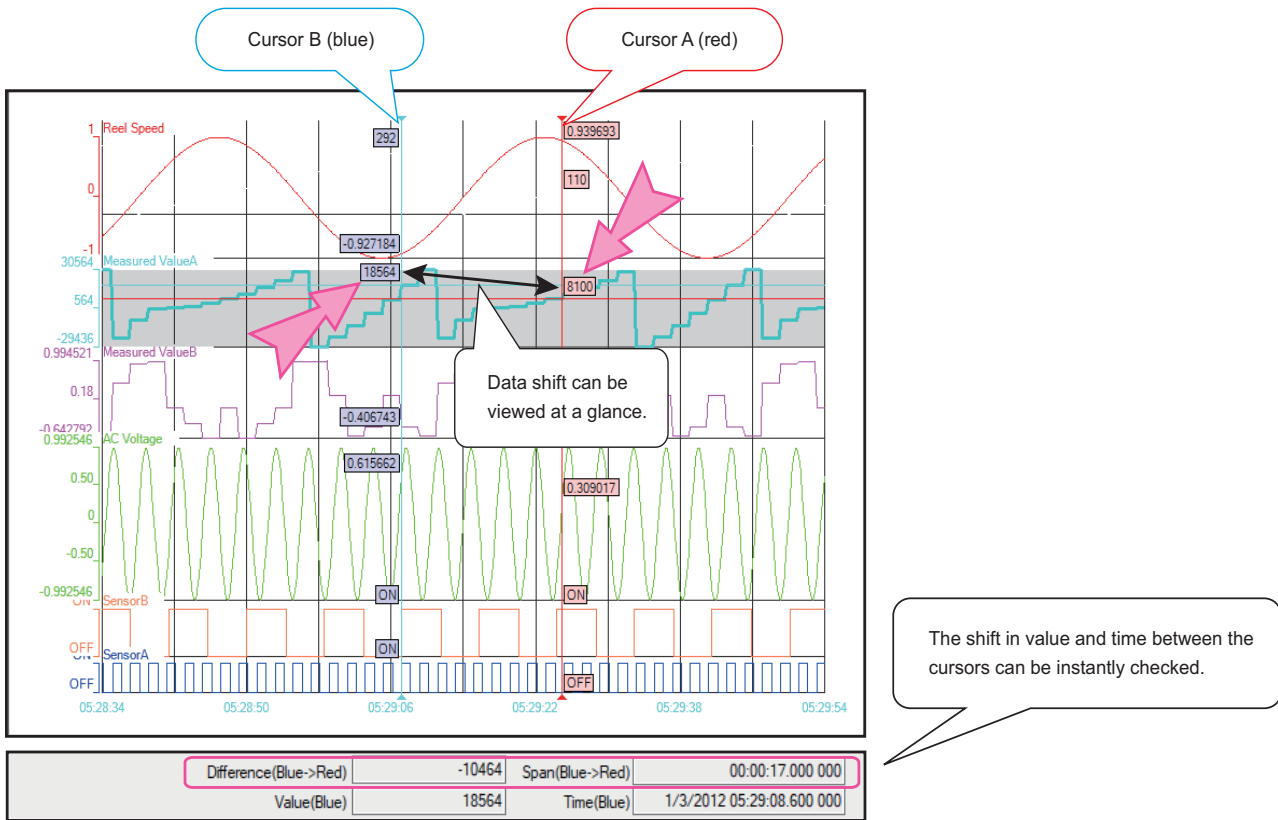 Cursor B (blue)
Cursor A (red)
1
Reel Speed
292
0.939693
110
0
-0.927184
-1
30564
Measured ValueA
18564
8100
564
-29436
0.994521
Measured ValueB
Data shift can be
viewed at a glance.
0.18
-0.406743
-0.642792
0.992546
AC Voltage
0.615662
0.50
0.309017
0
-0.50
-0.992546
ON
ON
ON
SensorB
OFF
ON
ON
SensorA
OFF
OFF
05:28:34
05:28:50
05:29:06
05:29:22
05:29:38
05:29:54
The shift in value and time between the
cursors can be instantly checked.
Difference(Blue->Red) -10464 Span(Blue->Red) 00:00:17.000 000
Value(Blue) 18564 Time(Blue) 1/3/2012 05:29:08.600 000